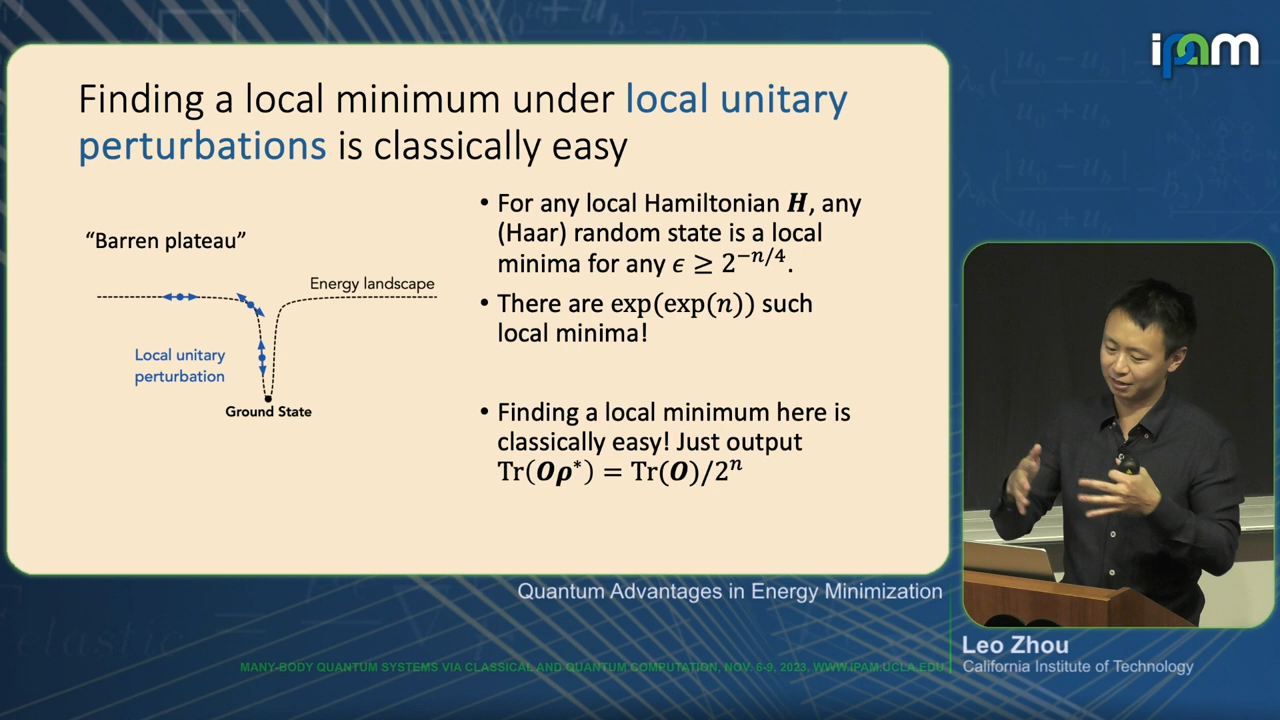 ipam
Finding a local minimum under local unitary
perturbations is classically easy
"Barren plateau"
Energy landscape
Local unitary
perturbation
Ground State
• For any local Hamiltonian H, any
(Haar) random state is a local
minima for any ϵ ≥ 2^{-n/4}.
• There are exp(exp(n)) such
local minima!
• Finding a local minimum here is
classically easy! Just output
Tr(Oρ*) = Tr(O)/2^n
Quantum Advantages in Energy Minimization
Leo Zhou
California Institute of Technology
MANY-BODY QUANTUM SYSTEMS VIA CLASSICAL AND QUANTUM COMPUTATION, NOV. 6-9, 2023, WWW.IPAM.UCLA.EDU